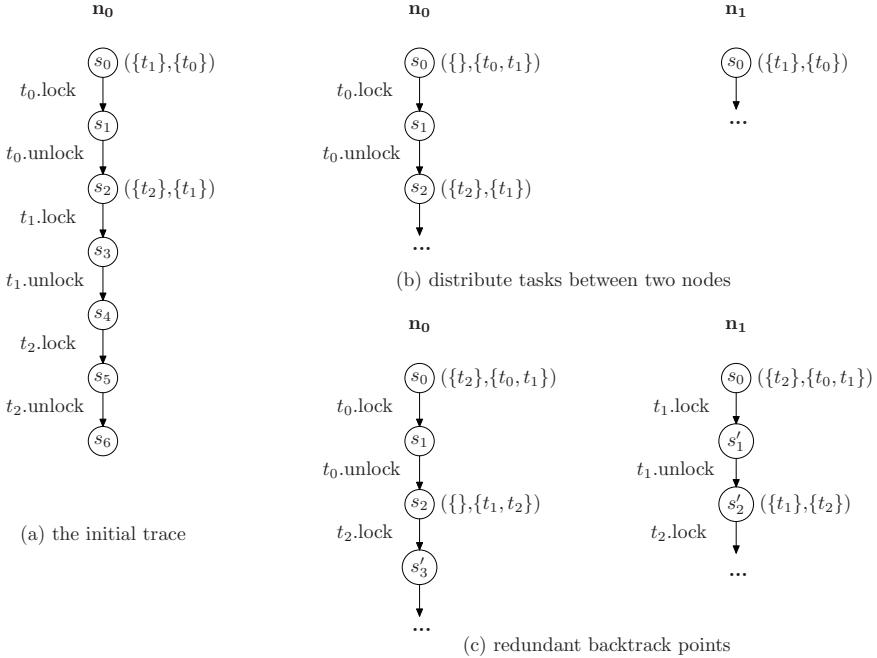 n₀
s₀ ({t₁},{t₀})
t₀.lock
s₁
t₀.unlock
s₂ ({t₂},{t₁})
t₁.lock
s₃
t₁.unlock
s₄
t₂.lock
s₅
t₂.unlock
s₆
(a) the initial trace
n₀
s₀ ({},{t₀, t₁})
t₀.lock
s₁
t₀.unlock
s₂ ({t₂},{t₁})
...
n₁
s₀ ({t₁},{t₀})
...
(b) distribute tasks between two nodes
n₀
s₀ ({t₂},{t₀, t₁})
t₀.lock
s₁
t₀.unlock
s₂ ({},{t₁, t₂})
t₂.lock
s′₃
...
n₁
s₀ ({t₂},{t₀, t₁})
t₁.lock
s′₁
t₁.unlock
s′₂ ({t₁},{t₂})
t₂.lock
...
(c) redundant backtrack points